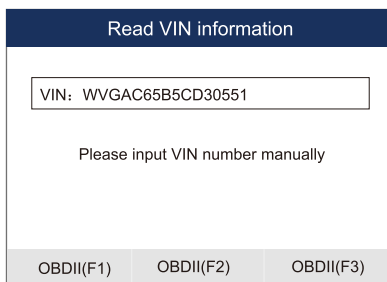 Read VIN information
VIN: WVGAC65B5CD30551
Please input VIN number manually
OBDII(F1) OBDII(F2) OBDII(F3)